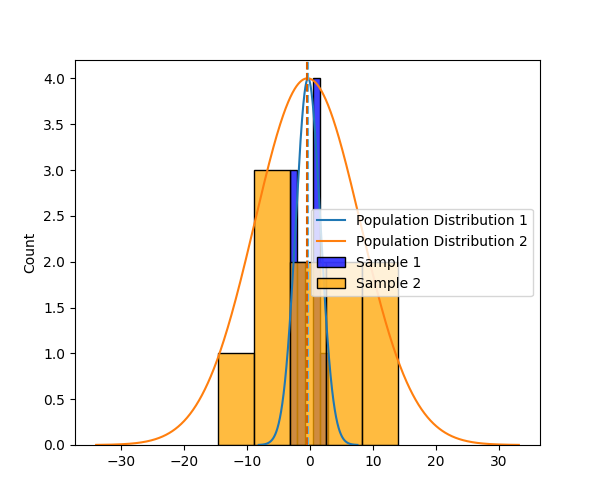 4.0
3.5
3.0
2.5
2.0
1.5
1.0
0.5
0.0
Count
Population Distribution 1
Population Distribution 2
Sample 1
Sample 2
−30 −20 −10 0 10 20 30